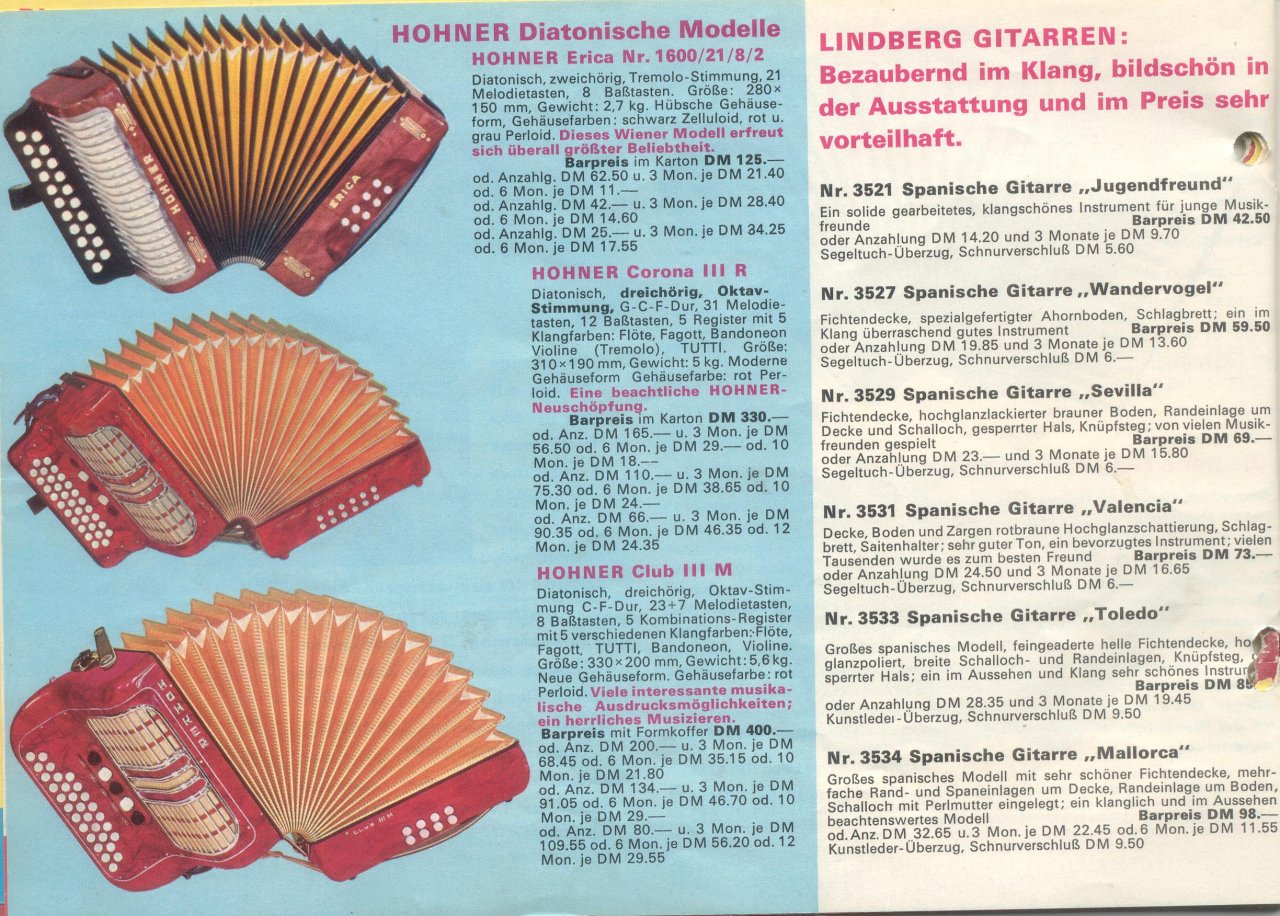 HOHNER Diatonische Modelle
HOHNER Erica Nr. 1600/21/8/2
Diatonisch, zweichörig, Tremolo-Stimmung, 21
Melodietasten, 8 Baßtasten. Größe: 280×
150 mm, Gewicht: 2,7 kg. Hübsche Gehäuse-
form, Gehäusefarben: schwarz Zelluloid, rot u.
grau Perloid. Dieses Wiener Modell erfreut
sich überall größter Beliebtheit.
Barpreis im Karton DM 125.—
od. Anzahlg. DM 62.50 u. 3 Mon. je DM 21.40
od. 6 Mon. je DM 11.—
od. Anzahlg. DM 42.— u. 3 Mon. je DM 28.40
od. 6 Mon. je DM 14.60
od. Anzahlg. DM 25.— u. 3 Mon. je DM 34.25
od. 6 Mon. je DM 17.55
HOHNER
ERICA
HOHNER Corona III R
Diatonisch, dreichörig, Oktav-
Stimmung, G-C-F-Dur, 31 Melodie-
tasten, 12 Baßtasten, 5 Register mit 5
Klangfarben: Flöte, Fagott, Bandoneon
Violine (Tremolo), TUTTI. Größe:
310×190 mm, Gewicht: 5 kg. Moderne
Gehäuseform Gehäusefarbe: rot Per-
loid. Eine beachtliche HOHNER-
Neuschöpfung.
Barpreis im Karton DM 330.—
od. Anz. DM 165.— u. 3 Mon. je DM
56.50 od. 6 Mon. je DM 29.— od. 10
Mon. je DM 18.—
od. Anz. DM 110.— u. 3 Mon. je DM
75.30 od. 6 Mon. je DM 38.65 od. 10
Mon. je DM 24.—
od. Anz. DM 66.— u. 3 Mon. je DM
90.35 od. 6 Mon. je DM 46.35 od. 12
Mon. je DM 24.35
HOHNER Club III M
Diatonisch, dreichörig, Oktav-Stim-
mung C-F-Dur, 23+7 Melodietasten,
8 Baßtasten, 5 Kombinations-Register
mit 5 verschiedenen Klangfarben: Flöte,
Fagott, TUTTI, Bandoneon, Violine.
Größe: 330×200 mm, Gewicht: 5,6 kg.
Neue Gehäuseform. Gehäusefarbe: rot
Perloid. Viele interessante musika-
lische Ausdrucksmöglichkeiten;
ein herrliches Musizieren.
Barpreis mit Formkoffer DM 400.—
od. Anz. DM 200.— u. 3 Mon. je DM
68.45 od. 6 Mon. je DM 35.15 od. 10
Mon. je DM 21.80
od. Anz. DM 134.— u. 3 Mon. je DM
91.05 od. 6 Mon. je DM 46.70 od. 10
Mon. je DM 29.—
od. Anz. DM 80.— u. 3 Mon. je DM
109.55 od. 6 Mon. je DM 56.20 od. 12
Mon. je DM 29.55
HOHNER
CLUB III M
LINDBERG GITARREN:
Bezaubernd im Klang, bildschön in
der Ausstattung und im Preis sehr
vorteilhaft.
Nr. 3521 Spanische Gitarre „Jugendfreund“
Ein solide gearbeitetes, klangschönes Instrument für junge Musik-
freunde Barpreis DM 42.50
oder Anzahlung DM 14.20 und 3 Monate je DM 9.70
Segeltuch-Überzug, Schnurverschluß DM 5.60
Nr. 3527 Spanische Gitarre „Wandervogel“
Fichtendecke, spezialgefertigter Ahornboden, Schlagbrett; ein im
Klang überraschend gutes Instrument Barpreis DM 59.50
oder Anzahlung DM 19.85 und 3 Monate je DM 13.60
Segeltuch-Überzug, Schnurverschluß DM 6.—
Nr. 3529 Spanische Gitarre „Sevilla“
Fichtendecke, hochglanzlackierter brauner Boden, Randeinlage um
Decke und Schalloch, gesperrter Hals, Knüpfsteg; von vielen Musik-
freunden gespielt Barpreis DM 69.—
oder Anzahlung DM 23.— und 3 Monate je DM 15.80
Segeltuch-Überzug, Schnurverschluß DM 6.—
Nr. 3531 Spanische Gitarre „Valencia“
Decke, Boden und Zargen rotbraune Hochglanzschattierung, Schlag-
brett, Saitenhalter; sehr guter Ton, ein bevorzugtes Instrument; vielen
Tausenden wurde es zum besten Freund Barpreis DM 73.—
oder Anzahlung DM 24.50 und 3 Monate je DM 16.65
Segeltuch-Überzug, Schnurverschluß DM 6.—
Nr. 3533 Spanische Gitarre „Toledo“
Großes spanisches Modell, feingeaderte helle Fichtendecke,
glanzpoliert, breite Schalloch- und Randeinlagen, Knüpfsteg,
sperrter Hals; ein im Aussehen und Klang sehr schönes
Barpreis DM
oder Anzahlung DM 28.35 und 3 Monate je DM 19.45
Kunstleder-Überzug, Schnurverschluß DM 9.50
Nr. 3534 Spanische Gitarre „Mallorca“
Großes spanisches Modell mit sehr schöner Fichtendecke, mehr-
fache Rand- und Spaneinlagen um Decke, Randeinlage um Boden,
Schalloch mit Perlmutter eingelegt; ein klanglich und im Aussehen
beachtenswertes Modell Barpreis DM 98.—
od. Anz. DM 32.65 u. 3 Mon. je DM 22.45 od. 6 Mon. je DM 11.55
Kunstleder-Überzug, Schnurverschluß DM 9.50